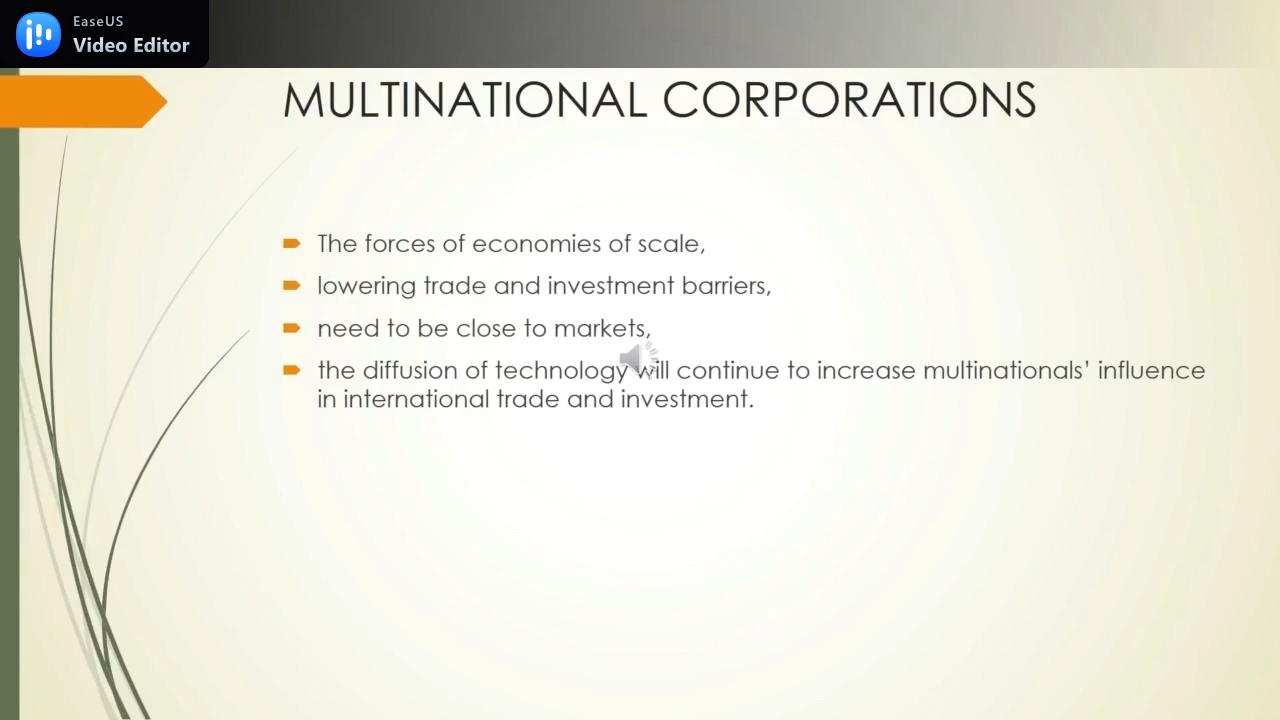 EaseUS
Video Editor
MULTINATIONAL CORPORATIONS
The forces of economies of scale,
lowering trade and investment barriers,
need to be close to markets,
the diffusion of technology will continue to increase multinationals’ influence
in international trade and investment.